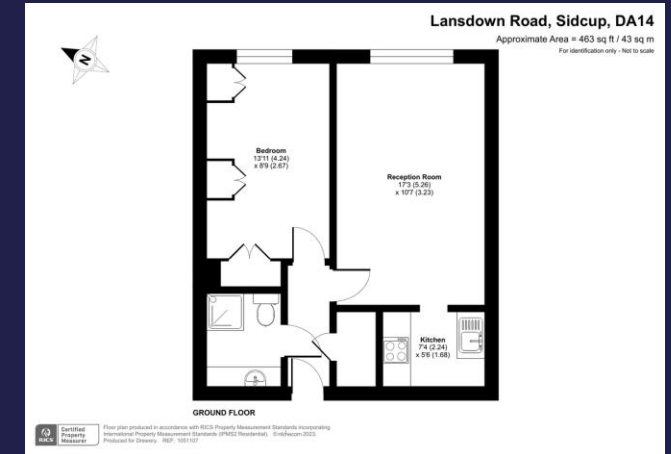 Lansdown Road, Sidcup, DA14
Approximate Area = 463 sq ft / 43 sq m
For identification only - Not to scale
N
Bedroom
13'11 (4.24)
x 8'9 (2.67)
Reception Room
17'3 (5.26)
x 10'7 (3.23)
Kitchen
7'4 (2.24)
x 5'6 (1.68)
GROUND FLOOR
RICS
Certified
Property
Measurer
Floor plan produced in accordance with RICS Property Measurement Standards incorporating
International Property Measurement Standards (IPMS2 Residential). ©nichecom 2023.
Produced for Drewery. REF: 1051107